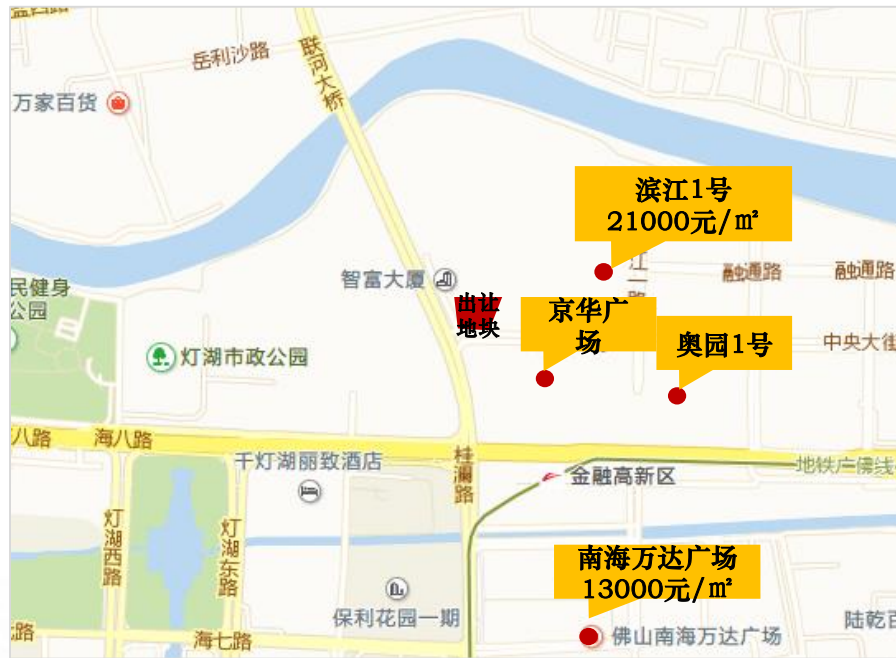 岳利沙路
联河大桥
万家百货
滨江1号
21000元/㎡
智富大厦
融通路
融通路
江一路
出让
地块
京华广
场
奥园1号
中央大街
民健身
公园
灯湖市政公园
八路
海八路
千灯湖丽致酒店
桂澜路
金融高新区
地铁广佛线
灯湖西路
灯湖东路
南海万达广场
13000元/㎡
保利花园一期
海七路
佛山南海万达广场
陆乾百
路